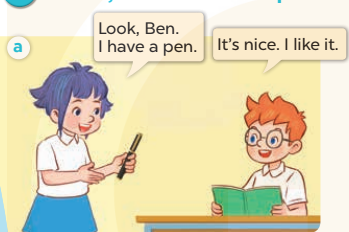 a
Look, Ben.
I have a pen.
It's nice. I like it.